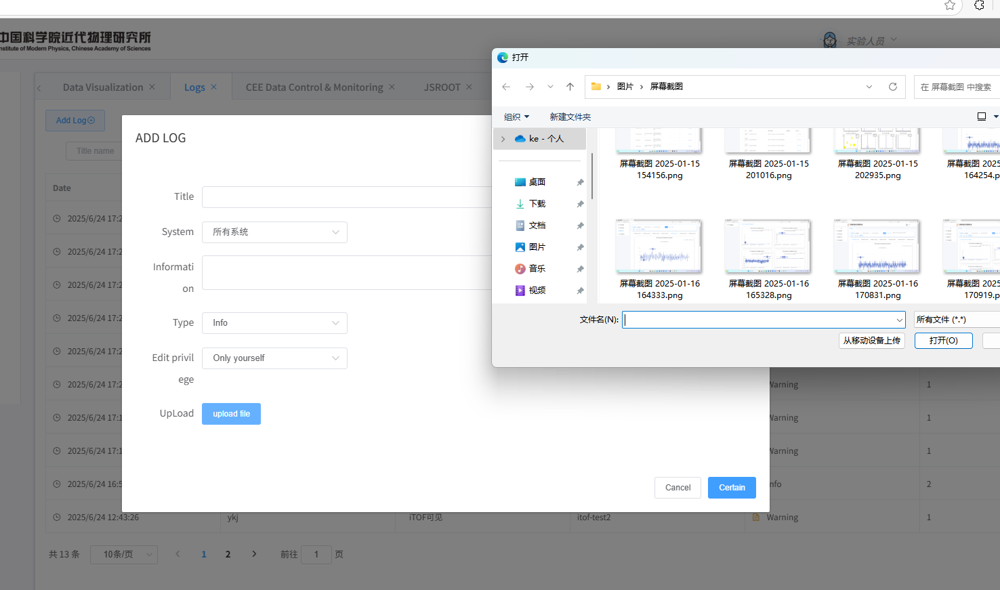 中国科学院近代物理研究所
nstitute of Modern Physics, Chinese Academy of Sciences
实验人员
Data Visualization
Logs
CEE Data Control & Monitoring
JSROOT
Add Log
Title name
Date
2025/6/24 17:2
2025/6/24 17:2
2025/6/24 17:2
2025/6/24 17:2
2025/6/24 17:2
2025/6/24 17:2
Warning
1
2025/6/24 17:1
Warning
1
2025/6/24 17:1
Warning
1
2025/6/24 16:5
nfo
2
2025/6/24 12:43:26
ykj
iTOF可见
itof-test2
Warning
1
共 13 条
10条/页
1
2
前往
1
页
ADD LOG
Title
System
所有系统
Informati
on
Type
Info
Edit privil
ege
Only yourself
UpLoad
upload file
Cancel
Certain
打开
图片
屏幕截图
在 屏幕截图 中搜索
组织
新建文件夹
ke - 个人
桌面
下载
文档
图片
音乐
视频
屏幕截图 2025-01-15
154156.png
屏幕截图 2025-01-15
201016.png
屏幕截图 2025-01-15
202935.png
屏幕截图 2025
164254.p
屏幕截图 2025-01-16
164333.png
屏幕截图 2025-01-16
165328.png
屏幕截图 2025-01-16
170831.png
屏幕截图 2025
170919.p
文件名(N):
所有文件 (*.*)
从移动设备上传
打开(O)